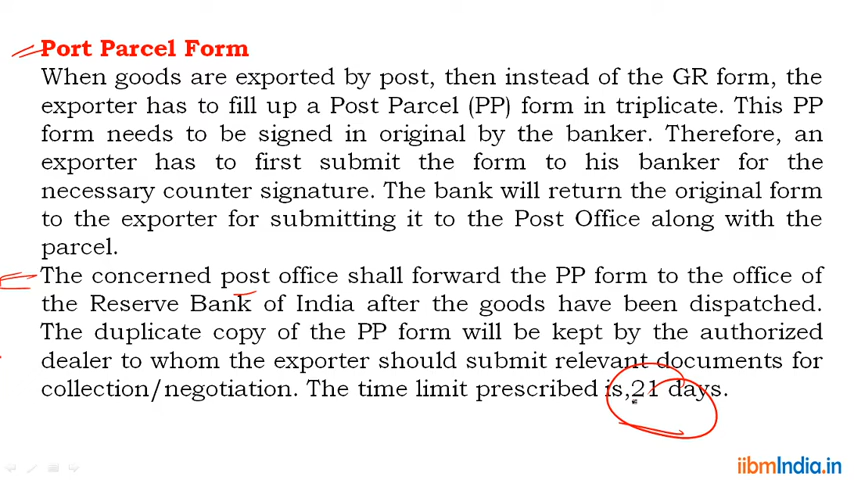 Port Parcel Form
When goods are exported by post, then instead of the GR form, the
exporter has to fill up a Post Parcel (PP) form in triplicate. This PP
form needs to be signed in original by the banker. Therefore, an
exporter has to first submit the form to his banker for the
necessary counter signature. The bank will return the original form
to the exporter for submitting it to the Post Office along with the
parcel.
The concerned post office shall forward the PP form to the office of
the Reserve Bank of India after the goods have been dispatched.
The duplicate copy of the PP form will be kept by the authorized
dealer to whom the exporter should submit relevant documents for
collection/negotiation. The time limit prescribed is,21 days.
iibmIndia.in